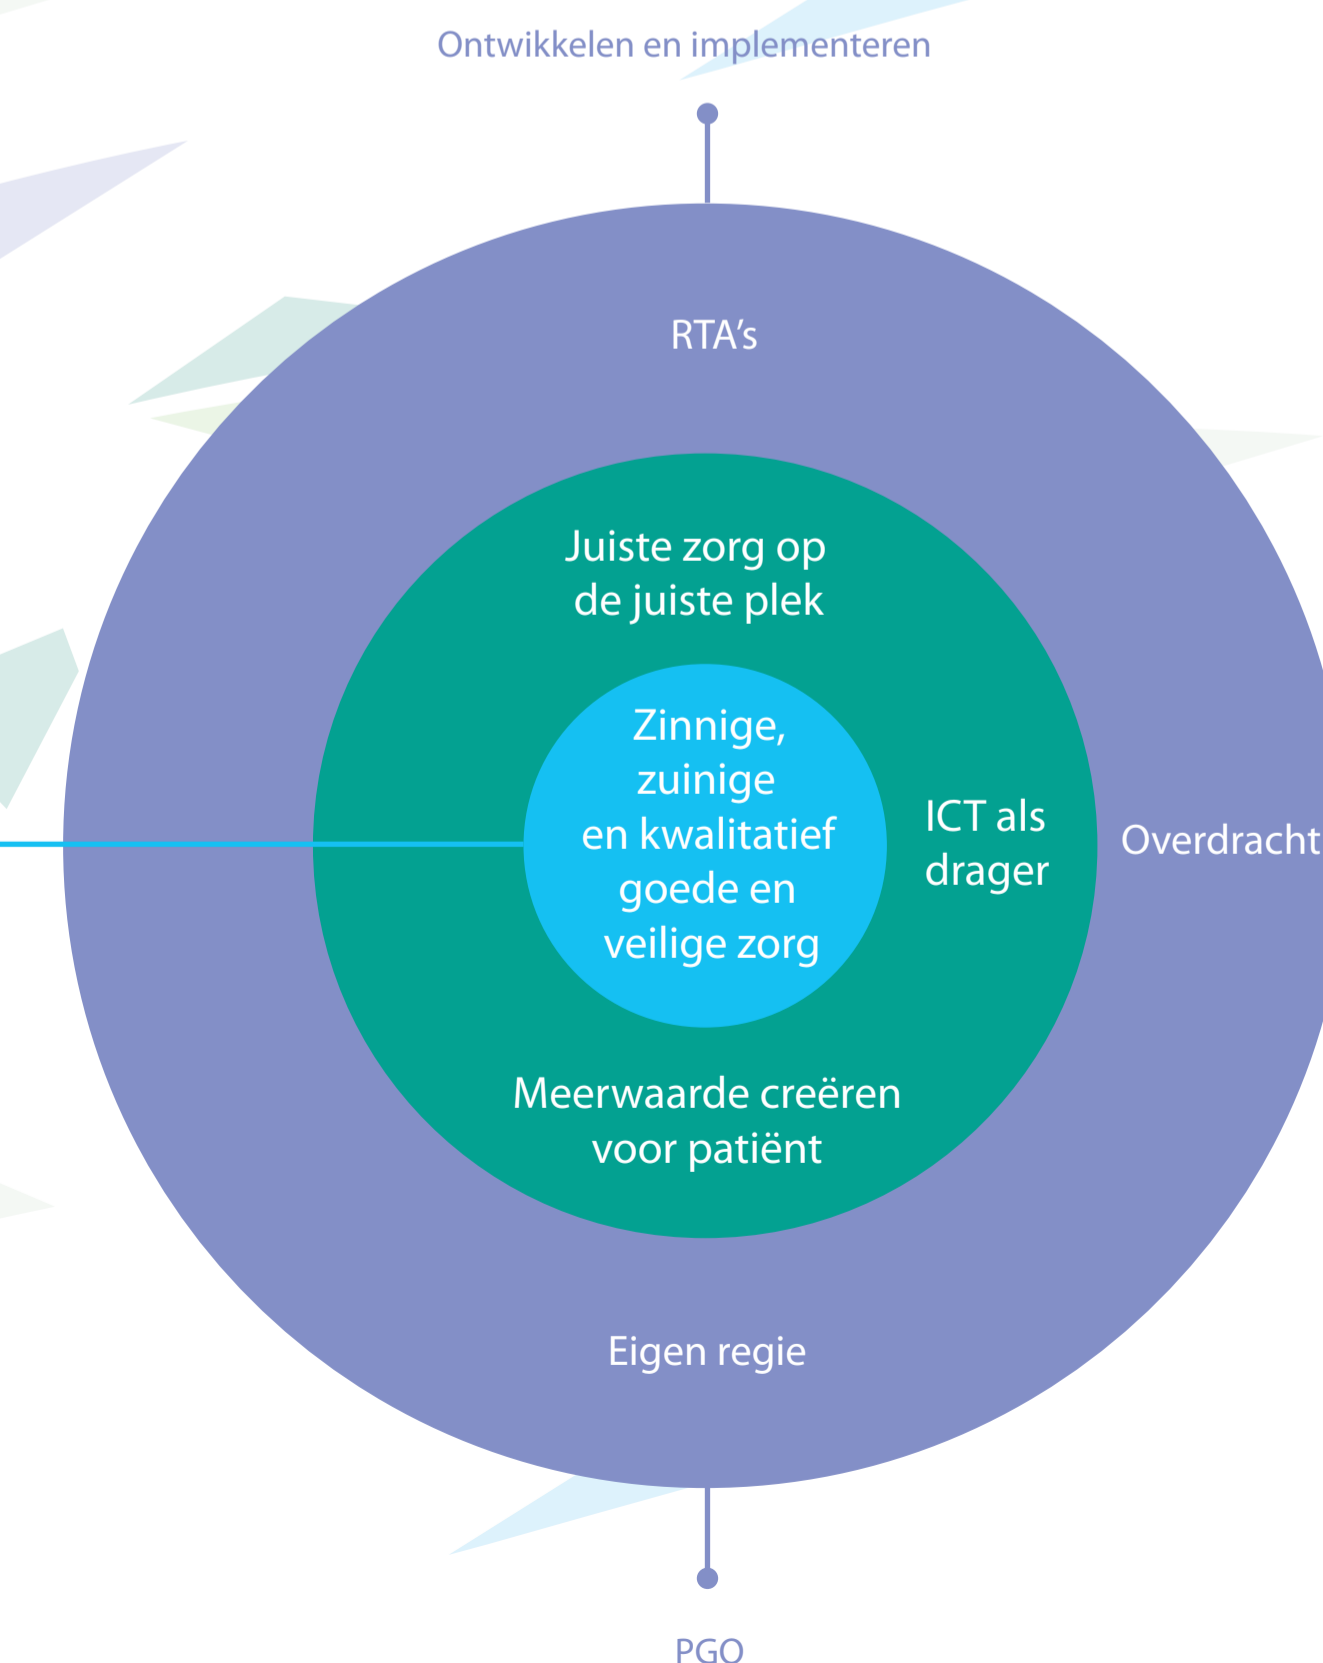 Ontwikkelen en implementeren
RTA’s
Juiste zorg op
de juiste plek
Zinnige,
zuinige
en kwalitatief
goede en
veilige zorg
ICT als
drager
Overdracht
Meerwaarde creëren
voor patiënt
Eigen regie
PGO